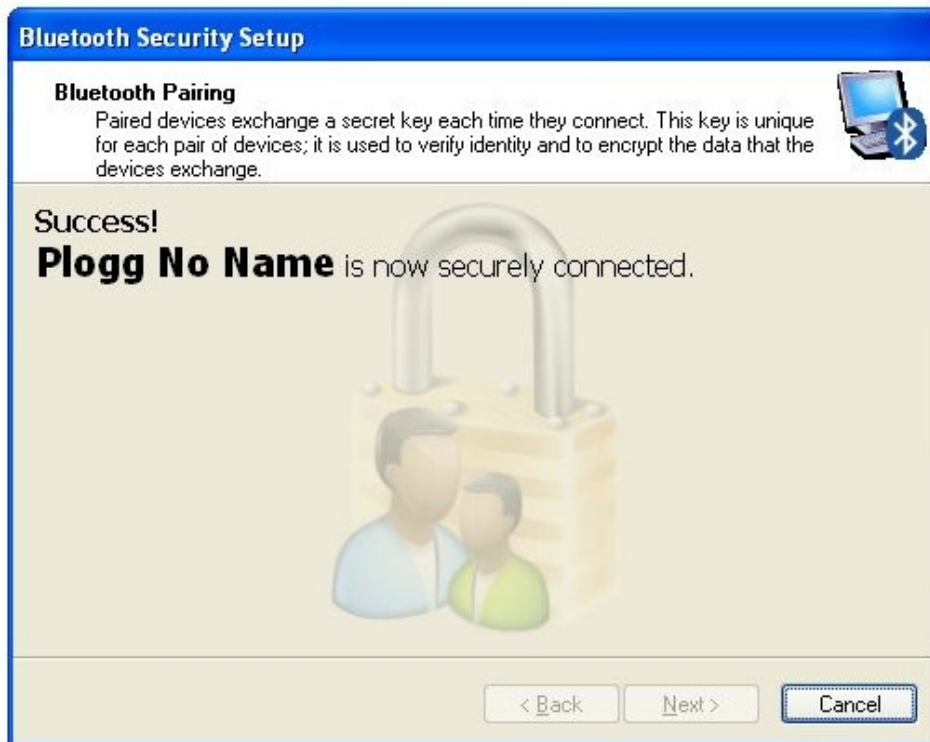 Bluetooth Security Setup
Bluetooth Pairing
Paired devices exchange a secret key each time they connect. This key is unique
for each pair of devices; it is used to verify identity and to encrypt the data that the
devices exchange.
Success!
Plogg No Name is now securely connected.
< Back
Next >
Cancel